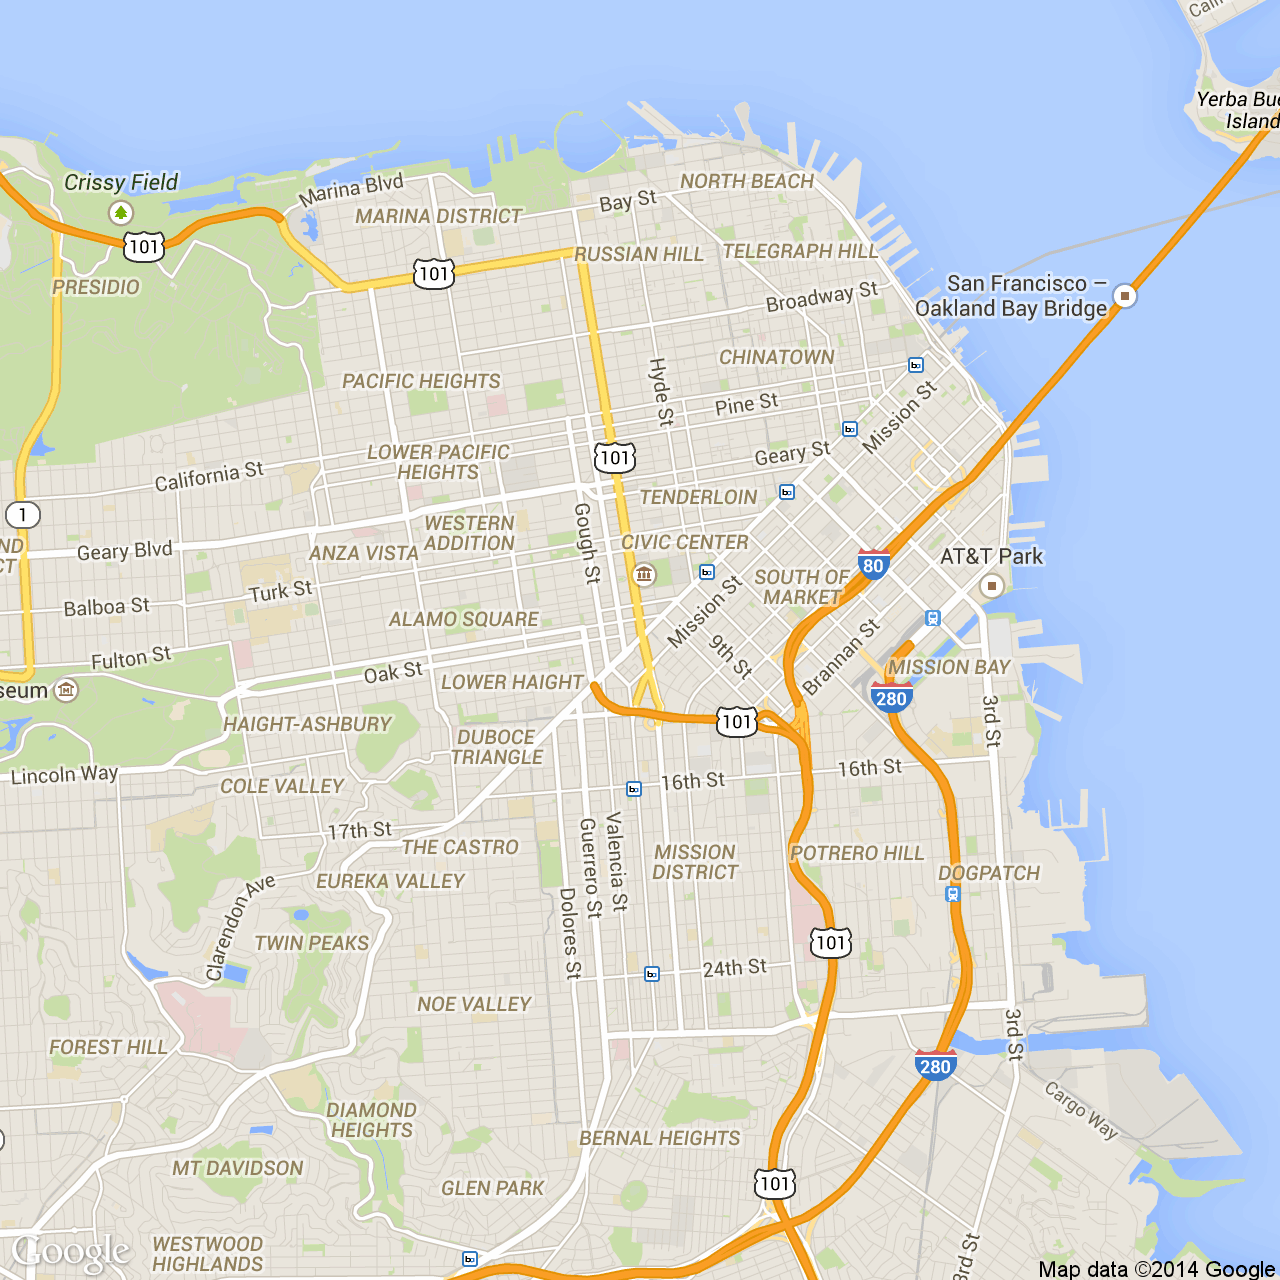 Yerba Bue
Island
Crissy Field
Marina Blvd
NORTH BEACH
Bay St
MARINA DISTRICT
101
101
RUSSIAN HILL
TELEGRAPH HILL
PRESIDIO
San Francisco –
Oakland Bay Bridge
Broadway St
CHINATOWN
PACIFIC HEIGHTS
Hyde St
Pine St
Mission St
LOWER PACIFIC
HEIGHTS
101
Geary St
California St
TENDERLOIN
1
WESTERN
ADDITION
Gough St
CIVIC CENTER
ND
CT
Geary Blvd
ANZA VISTA
80
AT&T Park
SOUTH OF
MARKET
Turk St
Balboa St
ALAMO SQUARE
Mission St
9th St
Brannan St
Fulton St
Oak St
MISSION BAY
seum
LOWER HAIGHT
280
3rd St
HAIGHT-ASHBURY
101
DUBOCE
TRIANGLE
Lincoln Way
COLE VALLEY
16th St
16th St
17th St
THE CASTRO
Guerrero St
Valencia St
MISSION
DISTRICT
POTRERO HILL
DOGPATCH
EUREKA VALLEY
Clarendon Ave
Dolores St
TWIN PEAKS
101
24th St
NOE VALLEY
3rd St
FOREST HILL
280
Cargo Way
DIAMOND
HEIGHTS
BERNAL HEIGHTS
MT DAVIDSON
GLEN PARK
101
WESTWOOD
HIGHLANDS
3rd St
Google
Map data ©2014 Google